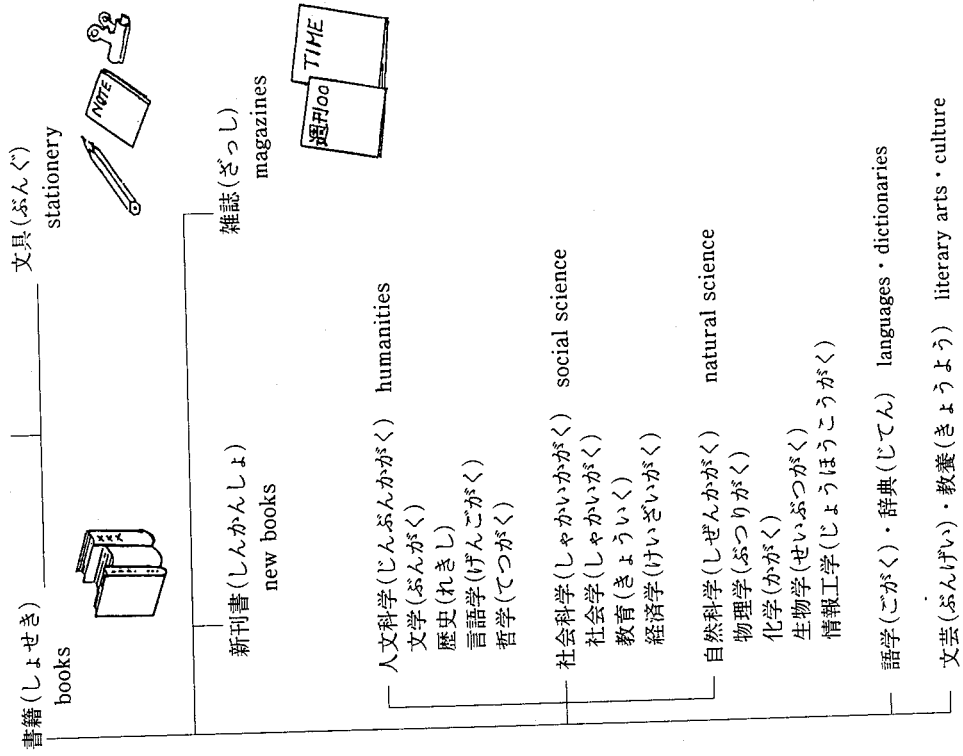 書籍(しょせき)
books
文具(ぶんぐ)
stationery
NOTE
新刊書(しんかんしょ)
new books
雑誌(ざっし)
magazines
週刊〇〇
TIME
人文科学(じんぶんかがく) humanities
文学(ぶんがく)
歴史(れきし)
言語学(げんごがく)
哲学(てつがく)
社会科学(しゃかいかがく) social science
社会学(しゃかいがく)
教育(きょういく)
経済学(けいざいがく)
自然科学(しぜんかがく) natural science
物理学(ぶつりがく)
化学(かがく)
生物学(せいぶつがく)
情報工学(じょうほうこうがく)
語学(ごがく)・辞典(じてん) languages・dictionaries
文芸(ぶんげい)・教養(きょうよう) literary arts・culture